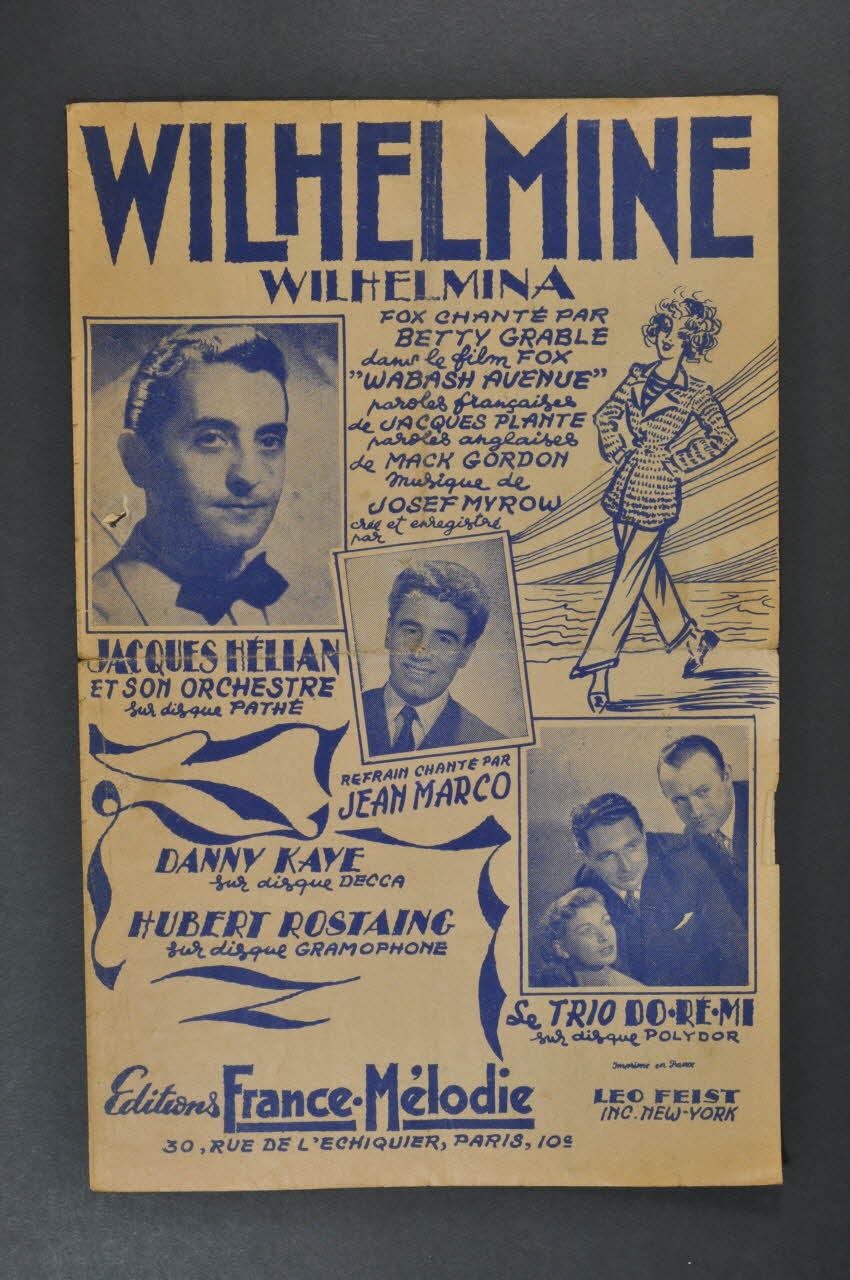 WILHELMINE
WILHELMINA
FOX CHANTÉ PAR
BETTY GRABLE
dans le film FOX
"WABASH AVENUE"
paroles françaises
de JACQUES PLANTE
paroles anglaises
de MACK GORDON
Musique de
JOSEF MYROW
créé et enregistré
par
JACQUES HÉLIAN
ET SON ORCHESTRE
sur disque PATHÉ
REFRAIN CHANTÉ PAR
JEAN MARCO
DANNY KAYE
sur disque DECCA
HUBERT ROSTAING
sur disque GRAMOPHONE
Le TRIO DO•RÉ•MI
sur disque POLYDOR
Imprimé en France
Editions France•Mélodie
30, RUE DE L'ECHIQUIER, PARIS, 10e
LEO FEIST
INC. NEW-YORK